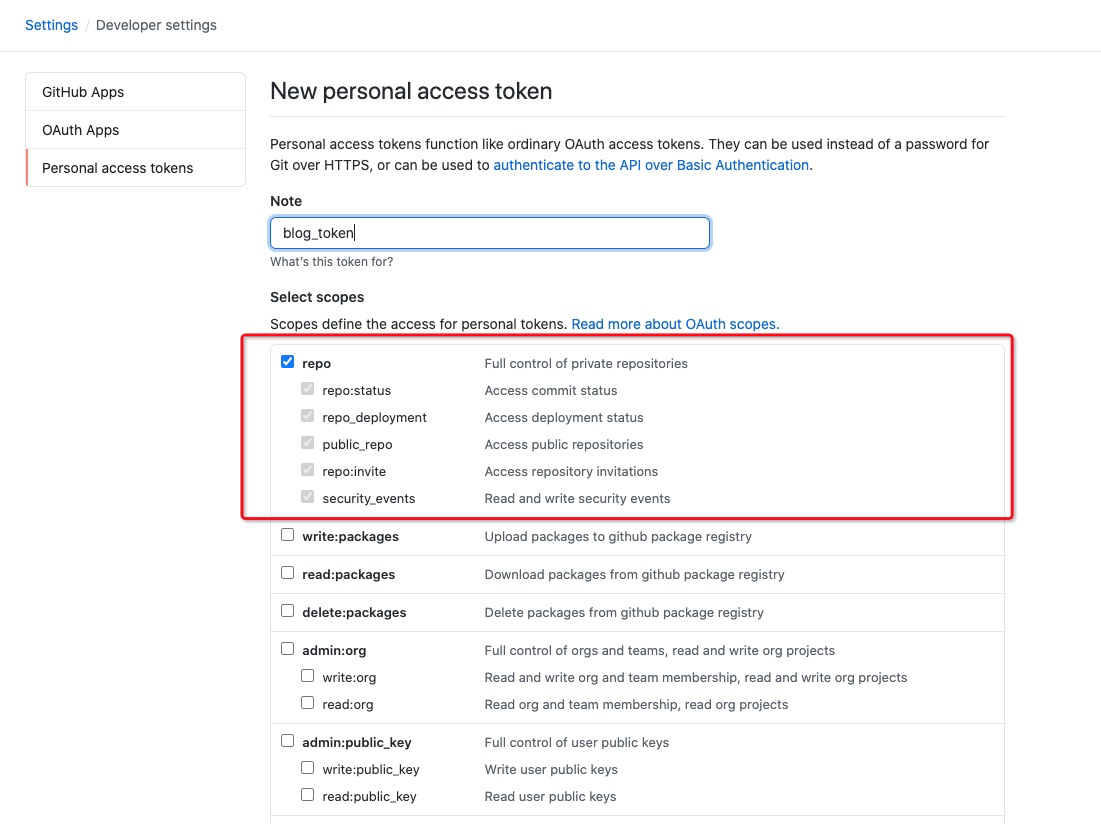 Settings / Developer settings
GitHub Apps
OAuth Apps
Personal access tokens
New personal access token
Personal access tokens function like ordinary OAuth access tokens. They can be used instead of a password for
Git over HTTPS, or can be used to authenticate to the API over Basic Authentication.
Note
blog_token
What's this token for?
Select scopes
Scopes define the access for personal tokens. Read more about OAuth scopes.
repo Full control of private repositories
repo:status Access commit status
repo_deployment Access deployment status
public_repo Access public repositories
repo:invite Access repository invitations
security_events Read and write security events
write:packages Upload packages to github package registry
read:packages Download packages from github package registry
delete:packages Delete packages from github package registry
admin:org Full control of orgs and teams, read and write org projects
write:org Read and write org and team membership, read and write org projects
read:org Read org and team membership, read org projects
admin:public_key Full control of user public keys
write:public_key Write user public keys
read:public_key Read user public keys